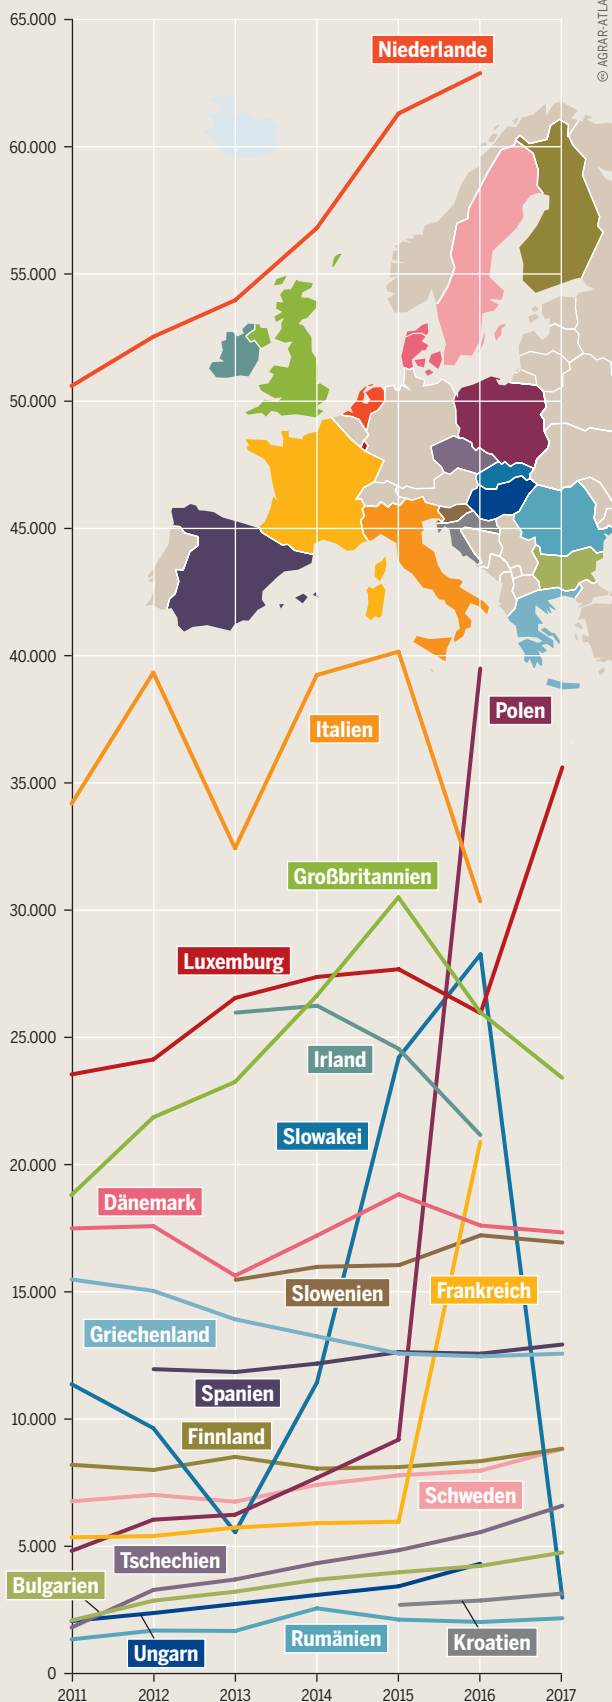 65.000
© AGRAR-ATLA
Niederlande
60.000
55.000
50.000
45.000
40.000
Polen
Italien
35.000
Großbritannien
30.000
Luxemburg
Irland
25.000
Slowakei
20.000
Dänemark
Slowenien
Frankreich
15.000
Griechenland
Spanien
10.000
Finnland
Schweden
5.000
Tschechien
Bulgarien
Rumänien
Kroatien
Ungarn
0
2011 2012 2013 2014 2015 2016 2017